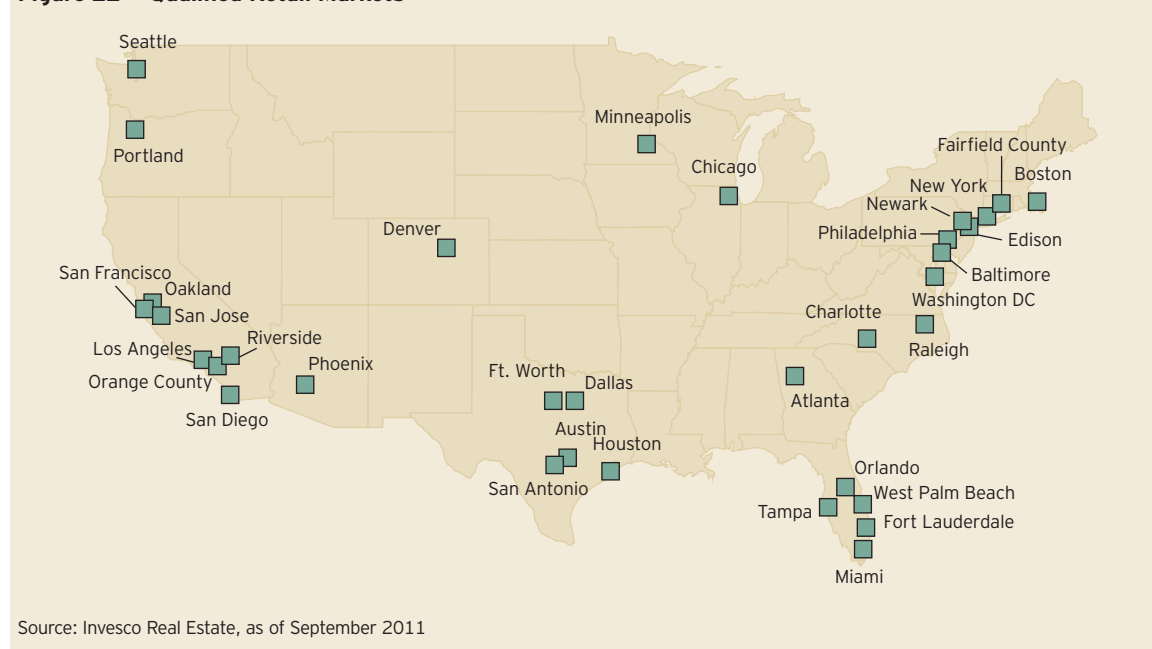 Figure 22 Qualified Retail Markets
Seattle
Portland
Minneapolis
Chicago
Fairfield County
Boston
New York
Newark
Philadelphia
Edison
Baltimore
Washington DC
Denver
San Francisco
Oakland
San Jose
Riverside
Los Angeles
Orange County
San Diego
Phoenix
Charlotte
Raleigh
Atlanta
Ft. Worth
Dallas
Austin
Houston
San Antonio
Orlando
West Palm Beach
Tampa
Fort Lauderdale
Miami
Source: Invesco Real Estate, as of September 2011